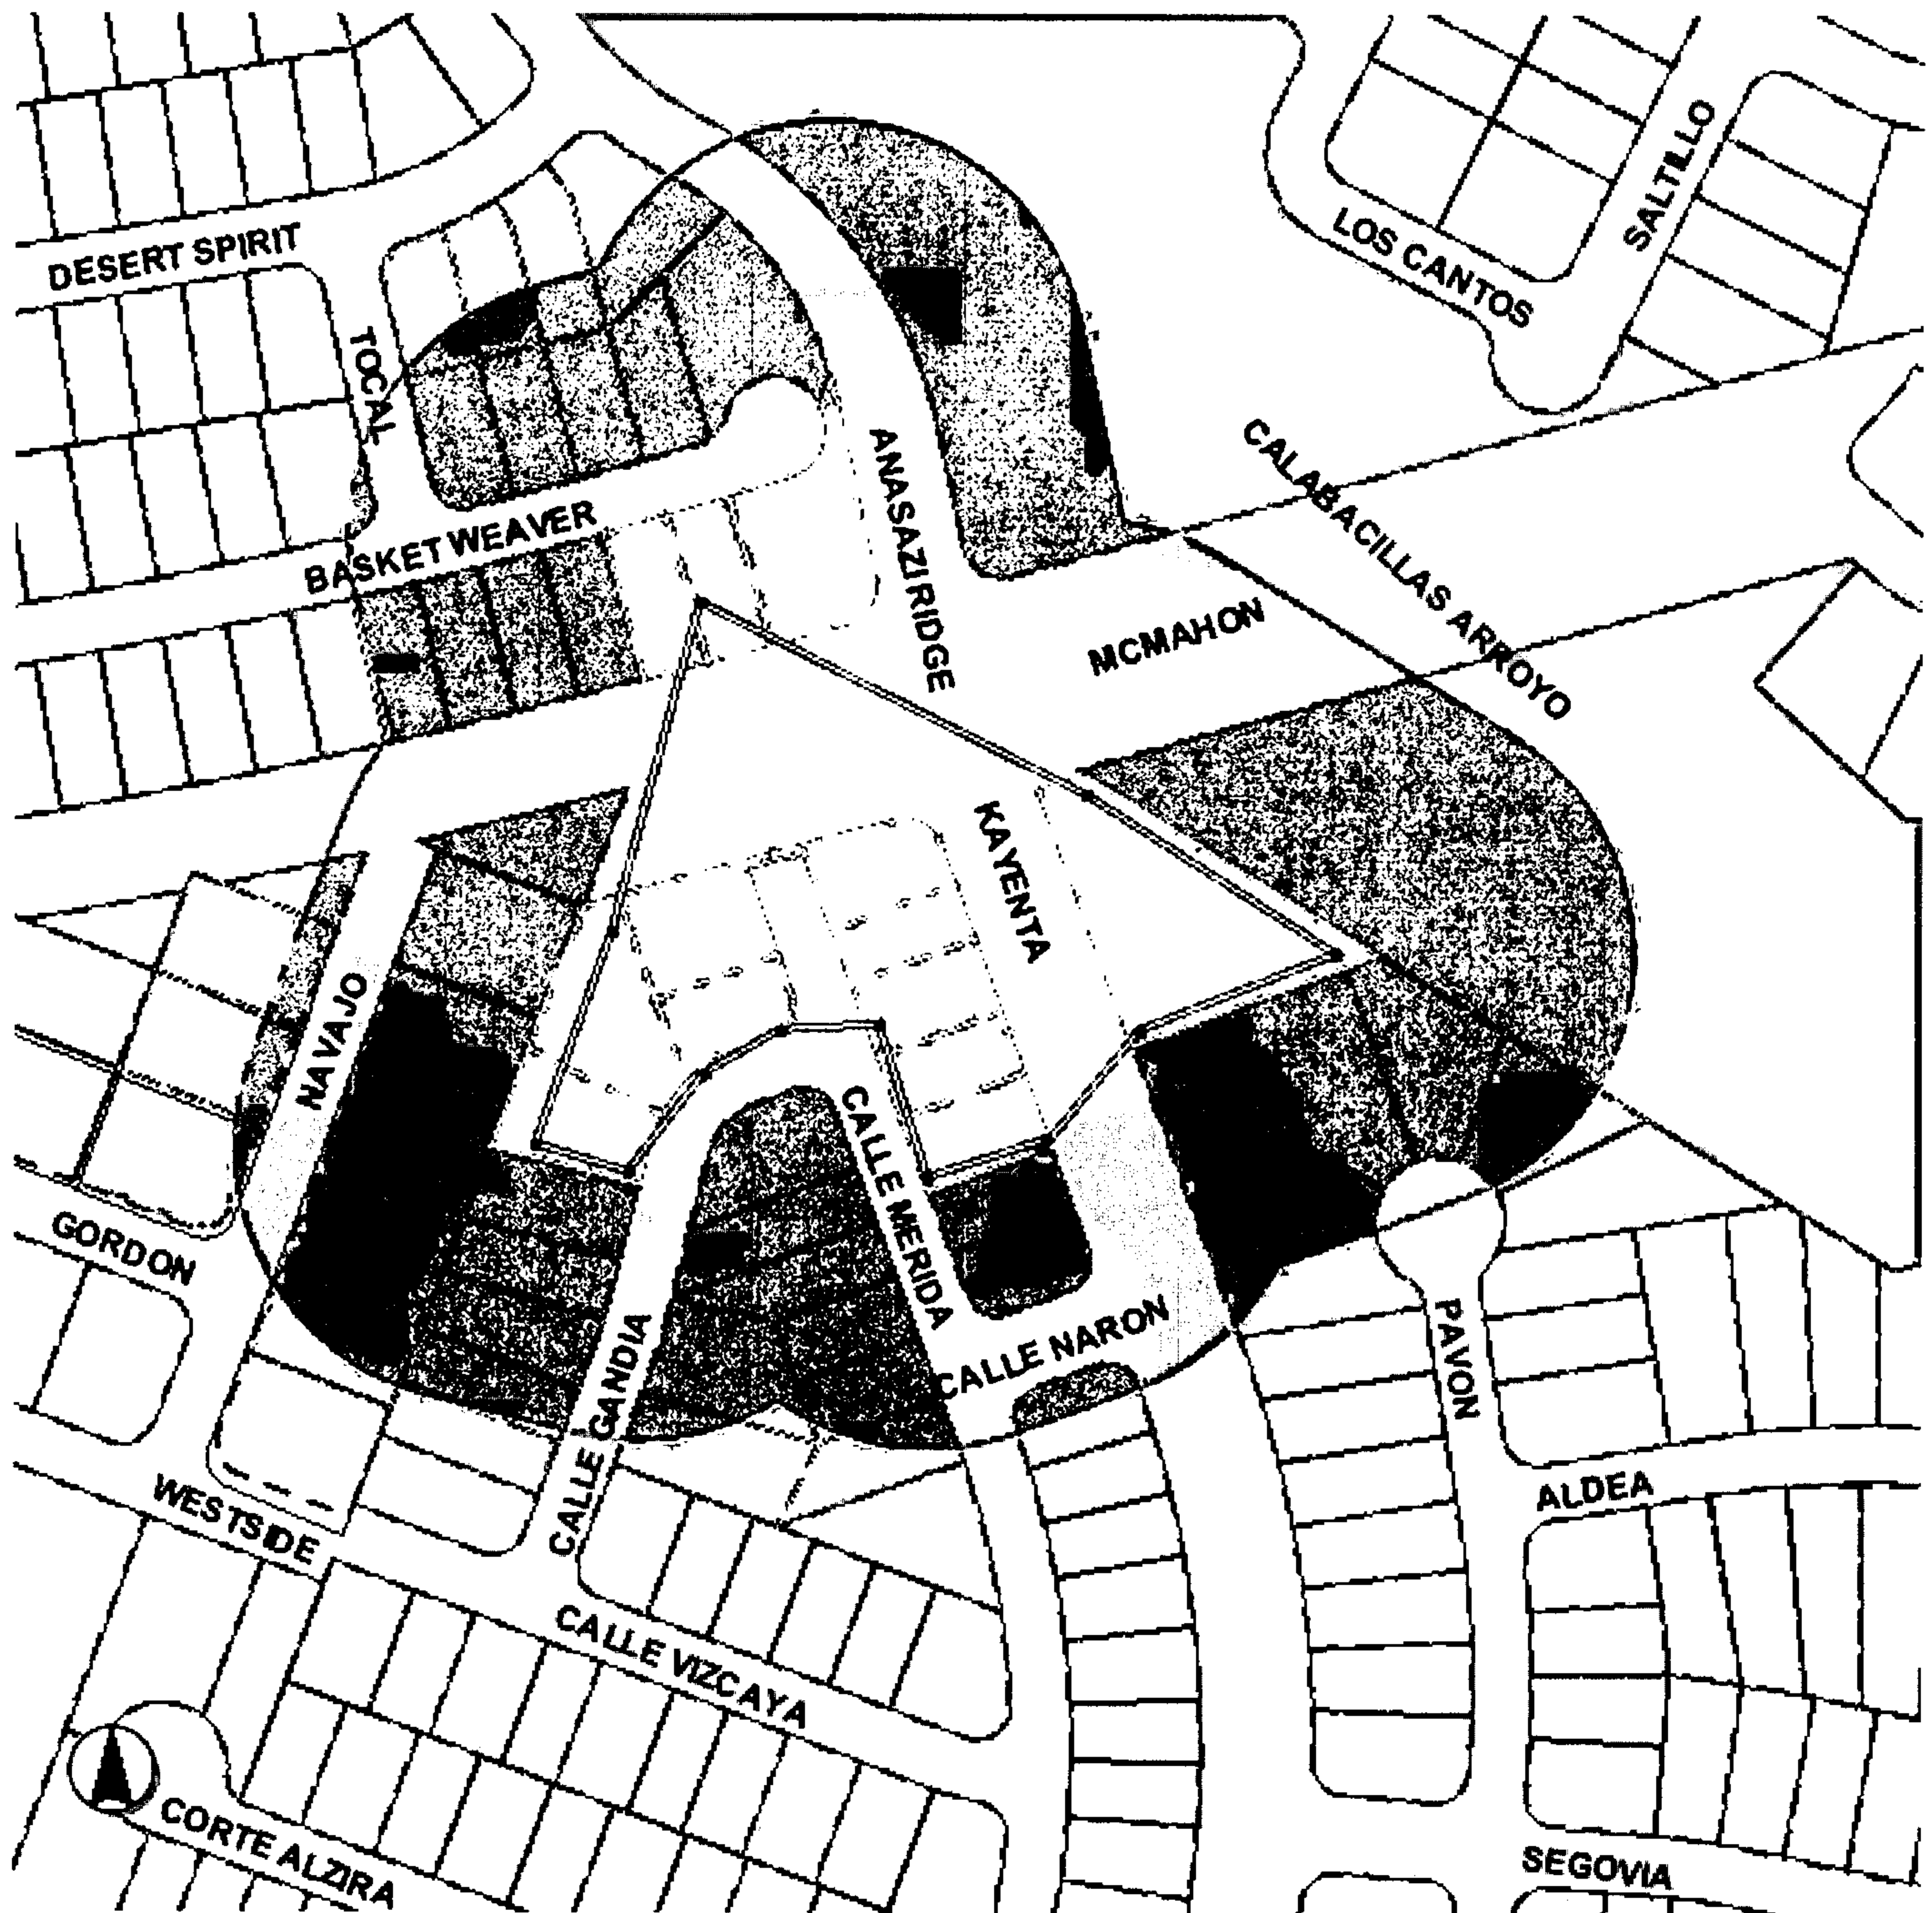 SALTILLO
LOS CANTOS
DESERT SPIRIT
TOCAL
ANASAZI RIDGE
CALABACILLAS ARROYO
BASKET WEAVER
MCMAHON
KAYENTA
NAVAJO
CALLE MERIDA
GORDON
CALLE GANDIA
CALLE NARON
PAVON
WESTSIDE
ALDEA
CALLE VIZCAYA
CORTE ALZIRA
SEGOVIA